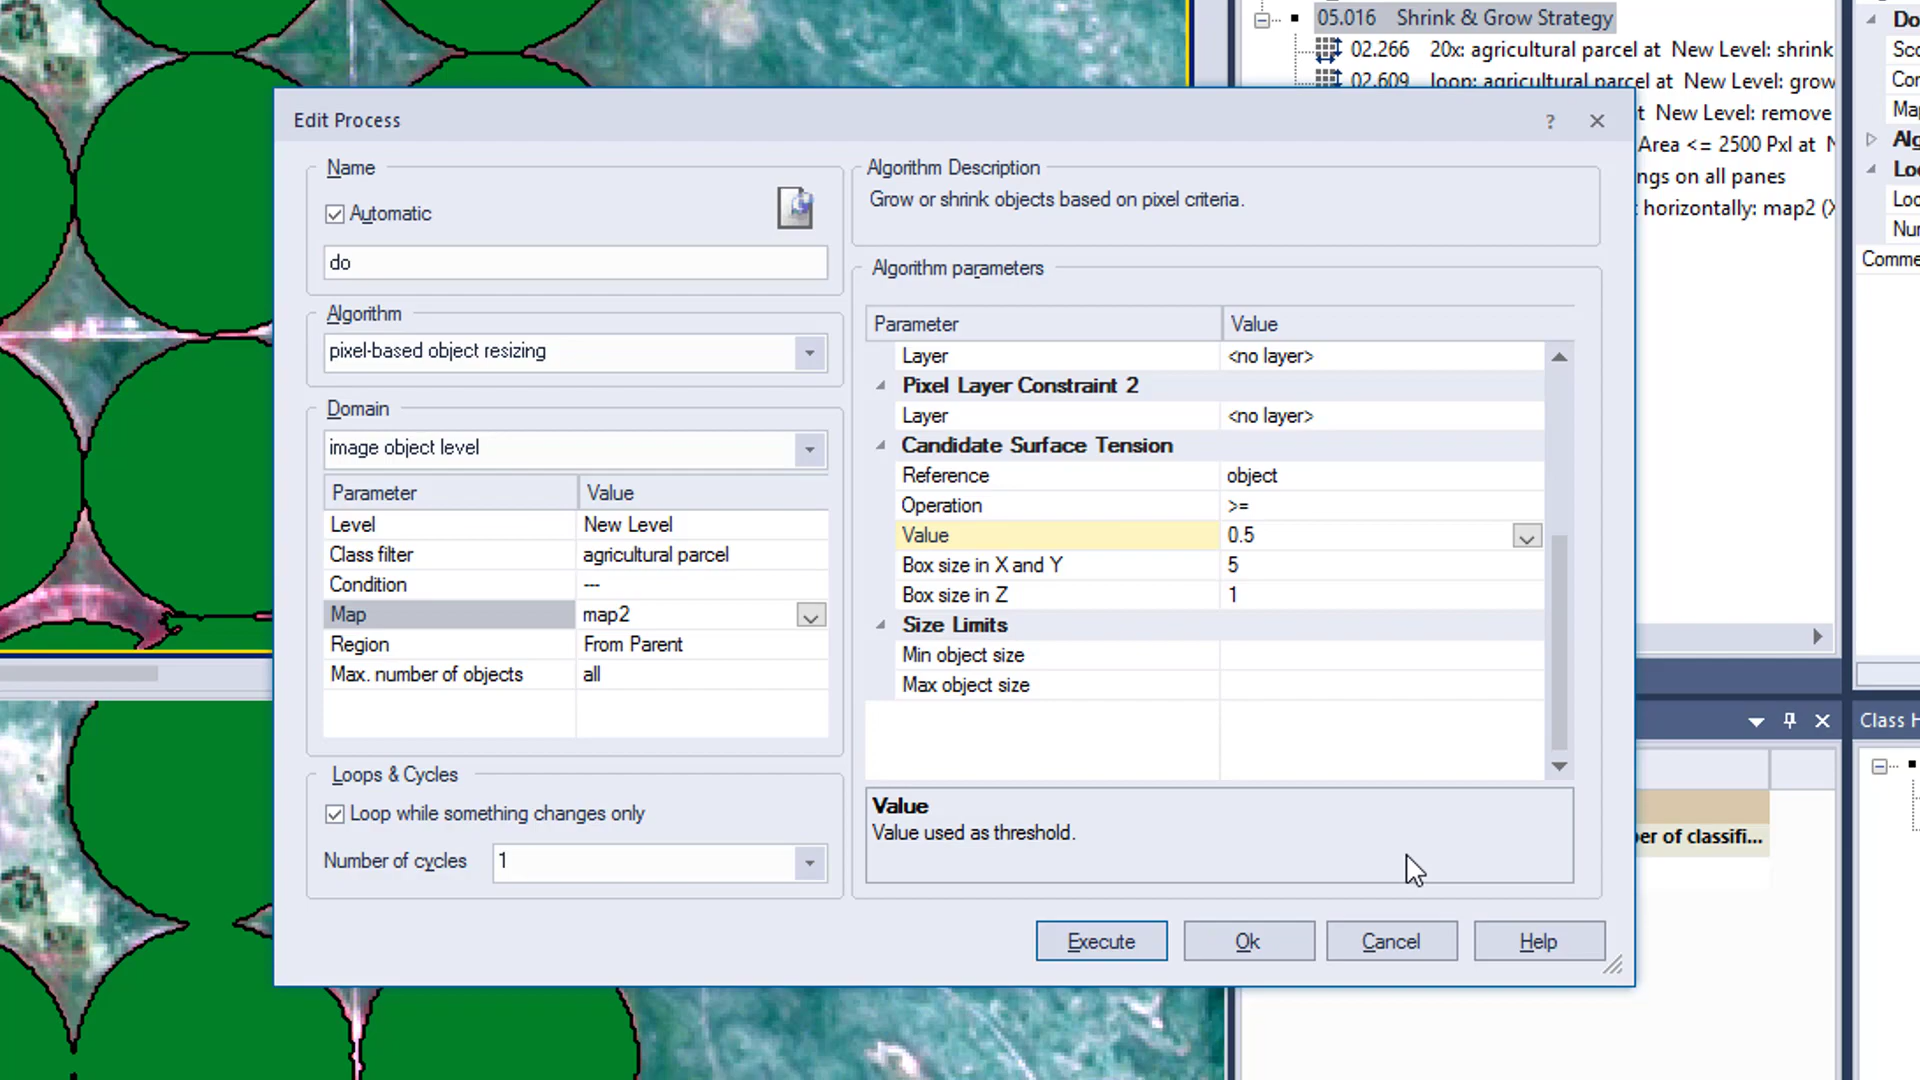 05.016 Shrink & Grow Strategy
02.266 20x: agricultural parcel at New Level: shrink
02.609 loop: agricultural parcel at New Level: grow
t New Level: remove
Area <= 2500 Pxl at
ngs on all panes
horizontally: map2 (X
Comme
Edit Process
?
Name
Automatic
do
Algorithm
pixel-based object resizing
Domain
image object level
Parameter Value
Level New Level
Class filter agricultural parcel
Condition ---
Map map2
Region From Parent
Max. number of objects all
Loops & Cycles
Loop while something changes only
Number of cycles 1
Algorithm Description
Grow or shrink objects based on pixel criteria.
Algorithm parameters
Parameter Value
Layer <no layer>
Pixel Layer Constraint 2
Layer <no layer>
Candidate Surface Tension
Reference object
Operation >=
Value 0.5
Box size in X and Y 5
Box size in Z 1
Size Limits
Min object size
Max object size
Value
Value used as threshold.
Execute Ok Cancel Help
Class H
er of classifi...